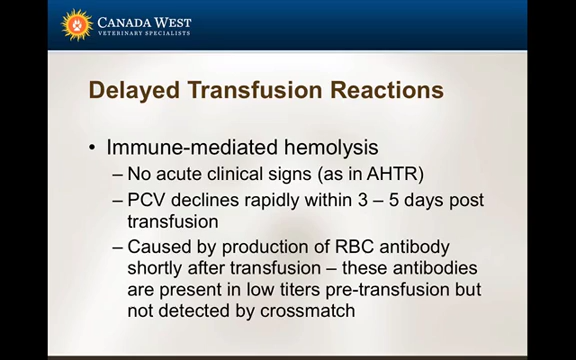 CANADA WEST
VETERINARY SPECIALISTS
Delayed Transfusion Reactions
• Immune-mediated hemolysis
– No acute clinical signs (as in AHTR)
– PCV declines rapidly within 3 – 5 days post
transfusion
– Caused by production of RBC antibody
shortly after transfusion – these antibodies
are present in low titers pre-transfusion but
not detected by crossmatch